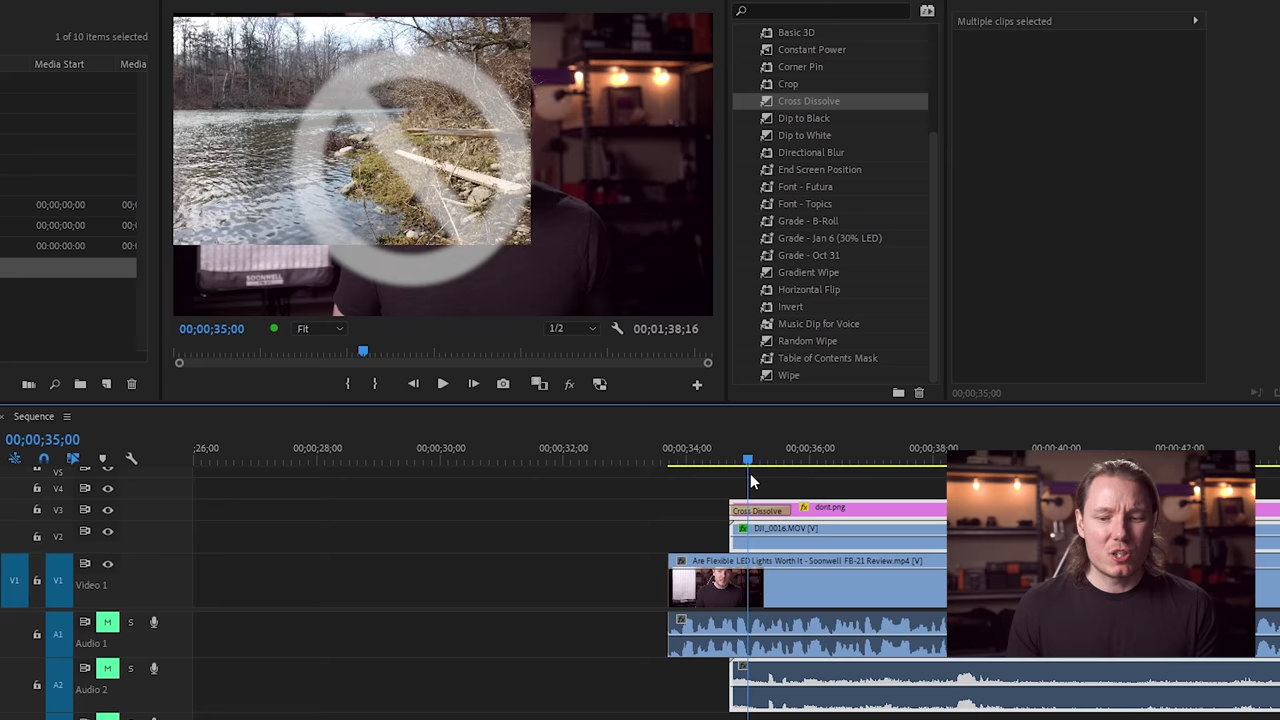 1 of 10 items selected
Media Start
Media
00;00;00;00
00;00;00;00
00:00:00:00
SOONWELL
00;00;35;00
Fit
1/2
00;01;38;16
Basic 3D
Constant Power
Corner Pin
Crop
Cross Dissolve
Dip to Black
Dip to White
Directional Blur
End Screen Position
Font - Futura
Font - Topics
Grade - B-Roll
Grade - Jan 6 (30% LED)
Grade - Oct 31
Gradient Wipe
Horizontal Flip
Invert
Music Dip for Voice
Random Wipe
Table of Contents Mask
Wipe
Multiple clips selected
00;00;35;00
Sequence
00;00;35;00
;26;00
00;00;28;00
00;00;30;00
00;00;32;00
00;00;34;00
00;00;36;00
00;00;38;00
00;00;40;00
00;00;42;00
V5
V4
V3
Cross Dissolve
dont.png
DJI_0016.MOV [V]
V1
V1
Video 1
Are Flexible LED Lights Worth It - Soonwell FB-21 Review.mp4 [V]
A1
M
S
Audio 1
A2
M
S
Audio 2